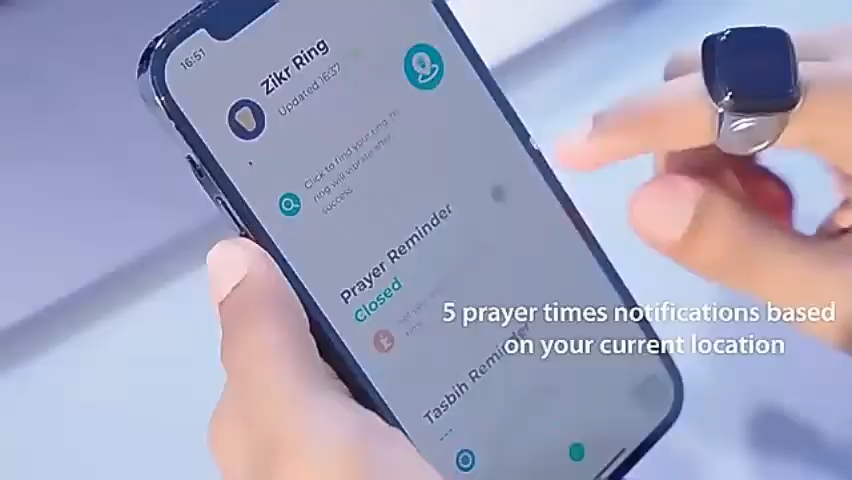 16:51
Zikr Ring
Updated 16:37
Click to find your ring, the
ring will vibrate after
success
Prayer Reminder
Closed
5 prayer times notifications based
on your current location
Tasbih Reminder